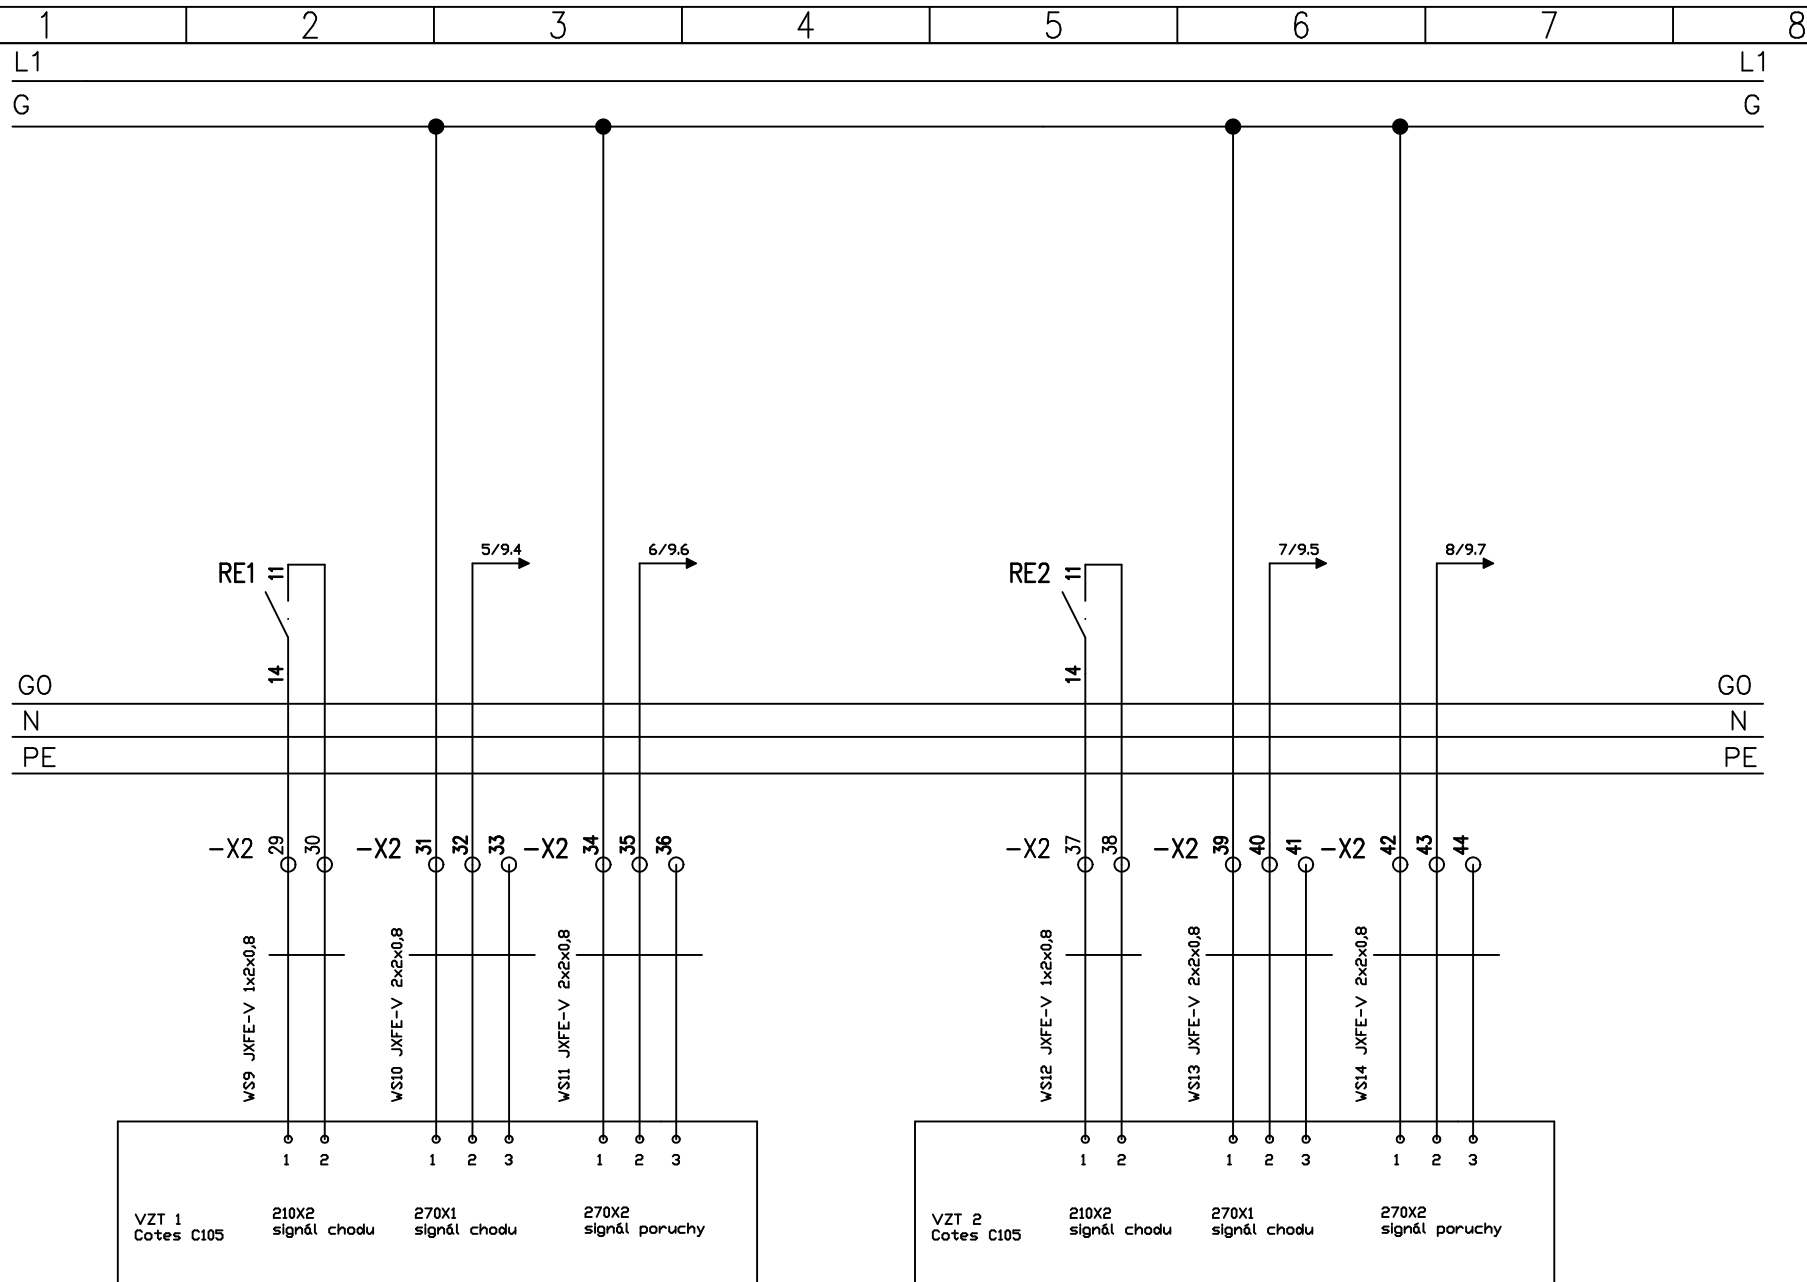 1 2 3 4 5 6 7 8
L1 L1
G G
5/9.4 6/9.6 7/9.5 8/9.7
RE1 11 RE2 11
14 14
G0 G0
N N
PE PE
-X2 29 30 -X2 31 32 33 -X2 34 35 36 -X2 37 38 -X2 39 40 41 -X2 42 43 44
WS9 JXFE-V 1x2x0,8
WS10 JXFE-V 2x2x0,8
WS11 JXFE-V 2x2x0,8
WS12 JXFE-V 1x2x0,8
WS13 JXFE-V 2x2x0,8
WS14 JXFE-V 2x2x0,8
1 2 1 2 3 1 2 3 1 2 1 2 3 1 2 3
VZT 1
Cotes C105
210X2
signál chodu
270X1
signál chodu
270X2
signál poruchy
VZT 2
Cotes C105
210X2
signál chodu
270X1
signál chodu
270X2
signál poruchy